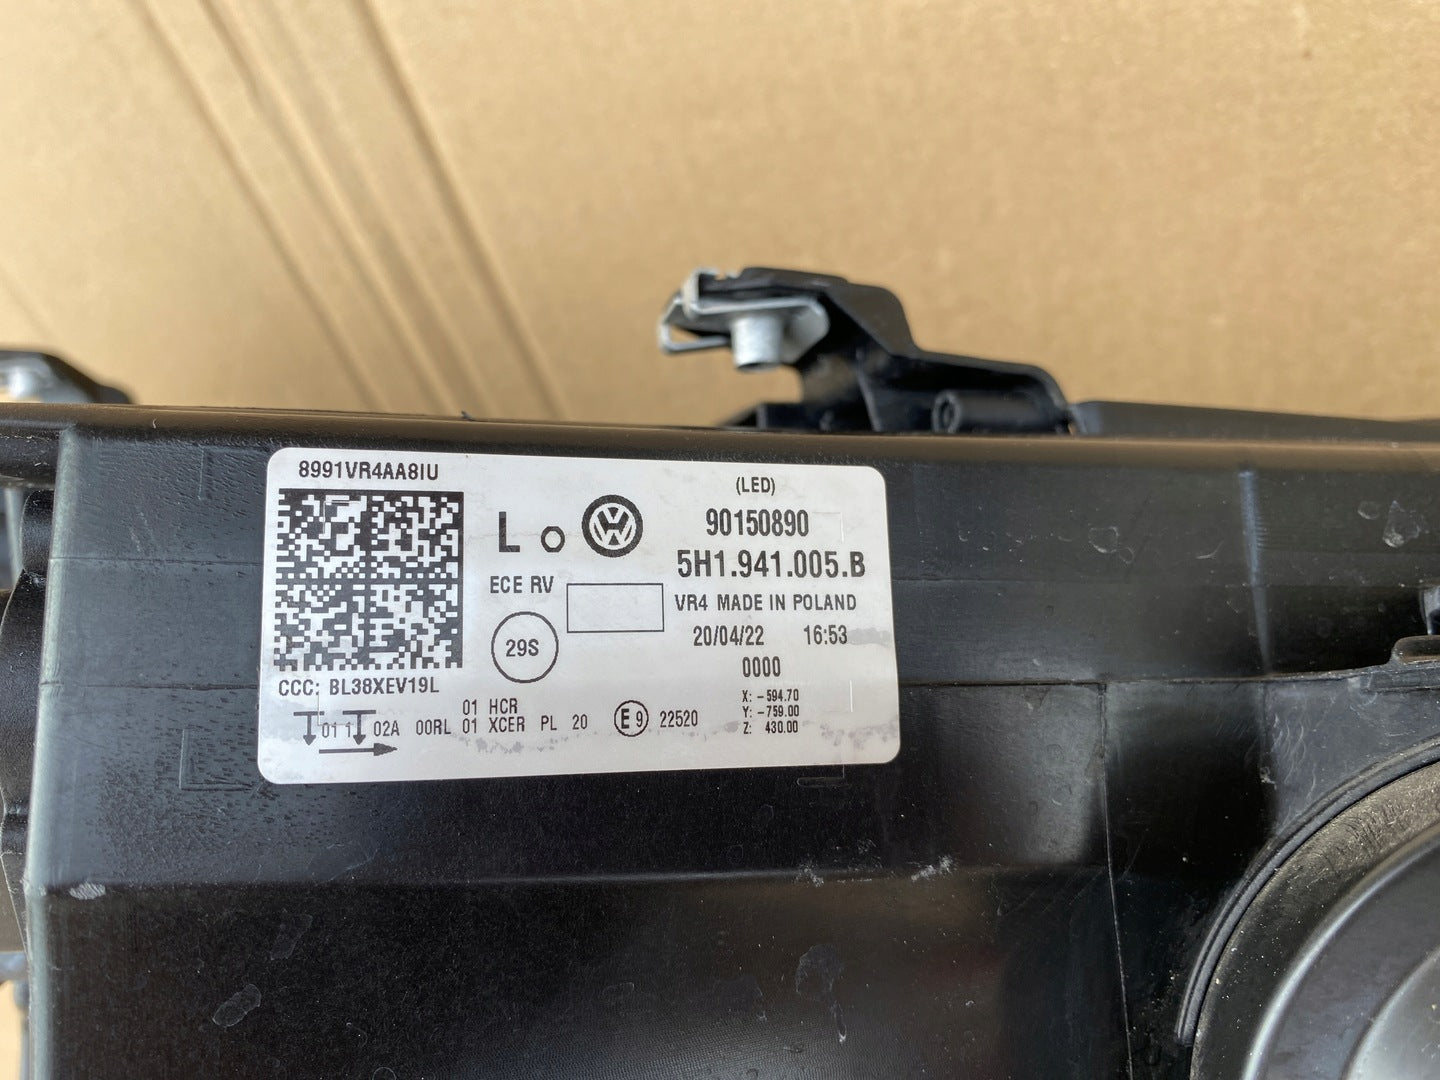 8991VR4AA8IU
L o
ECE RV
29S
(LED)
90150890
5H1.941.005.B
VR4 MADE IN POLAND
20/04/22 16:53
0000
X: -594.70
Y: -759.00
Z: 430.00
CCC: BL38XEV19L
01 HCR
01 1 02A 00RL 01 XCER PL 20 E9 22520